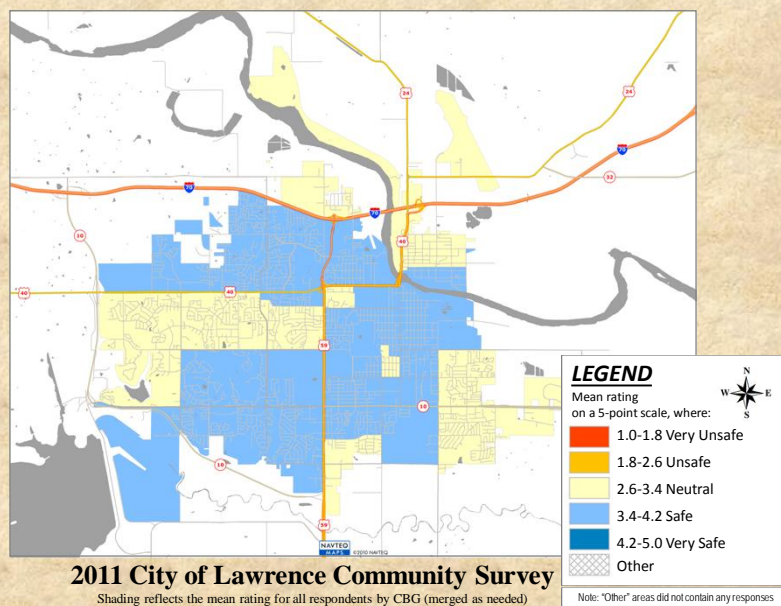 24
24
70
32
70
70
10
40
40
40
59
10
10
59
NAVTEQ
MAPS ©2010 NAVTEQ
LEGEND
Mean rating
on a 5-point scale, where:
N
W E
S
1.0-1.8 Very Unsafe
1.8-2.6 Unsafe
2.6-3.4 Neutral
3.4-4.2 Safe
4.2-5.0 Very Safe
Other
2011 City of Lawrence Community Survey
Shading reflects the mean rating for all respondents by CBG (merged as needed)
Note: "Other" areas did not contain any responses